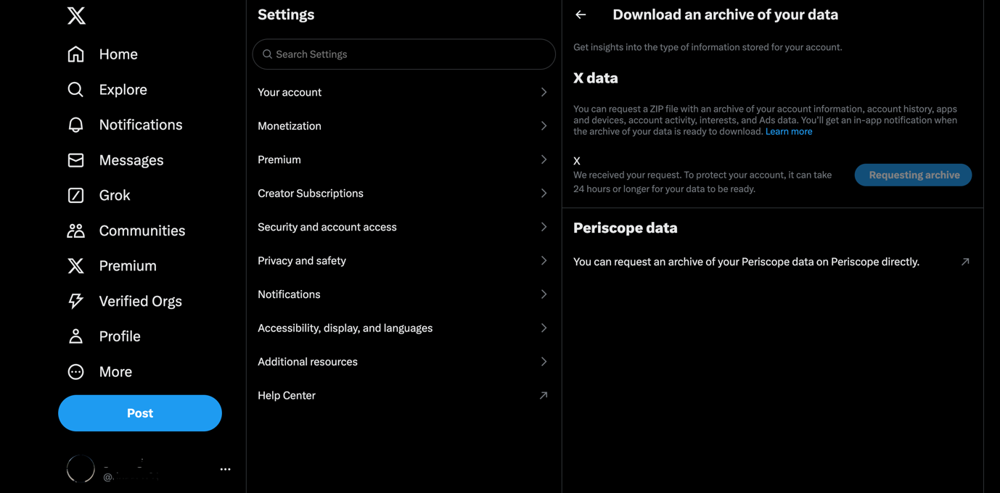 Home
Explore
Notifications
Messages
Grok
Communities
Premium
Verified Orgs
Profile
More
Post
@
Settings
Search Settings
Your account
Monetization
Premium
Creator Subscriptions
Security and account access
Privacy and safety
Notifications
Accessibility, display, and languages
Additional resources
Help Center
Download an archive of your data
Get insights into the type of information stored for your account.
X data
You can request a ZIP file with an archive of your account information, account history, apps
and devices, account activity, interests, and Ads data. You’ll get an in-app notification when
the archive of your data is ready to download. Learn more
X
We received your request. To protect your account, it can take
24 hours or longer for your data to be ready.
Requesting archive
Periscope data
You can request an archive of your Periscope data on Periscope directly.